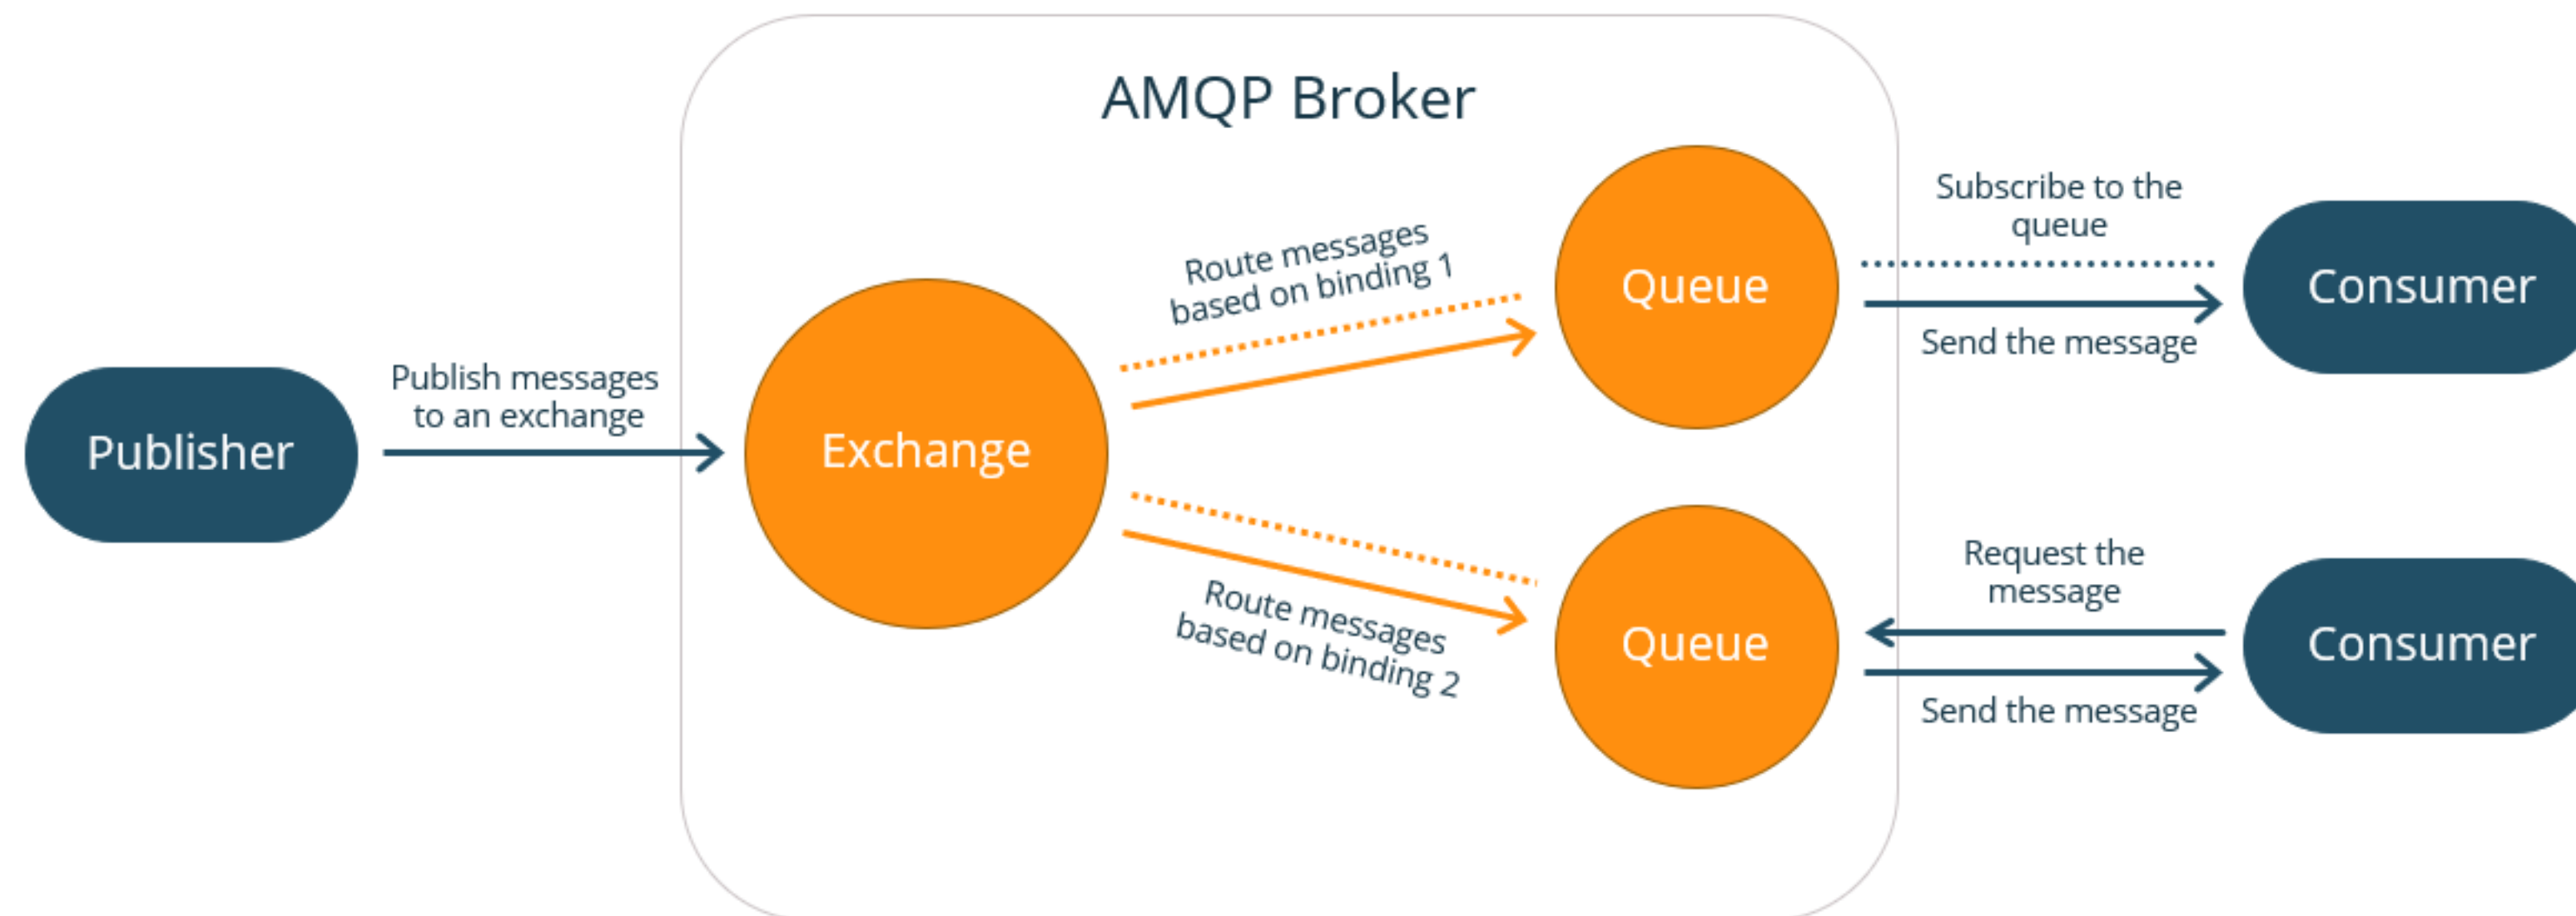 AMQP Broker
Publisher
Publish messages
to an exchange
Exchange
Route messages
based on binding 1
Queue
Subscribe to the
queue
Send the message
Consumer
Route messages
based on binding 2
Queue
Request the
message
Send the message
Consumer